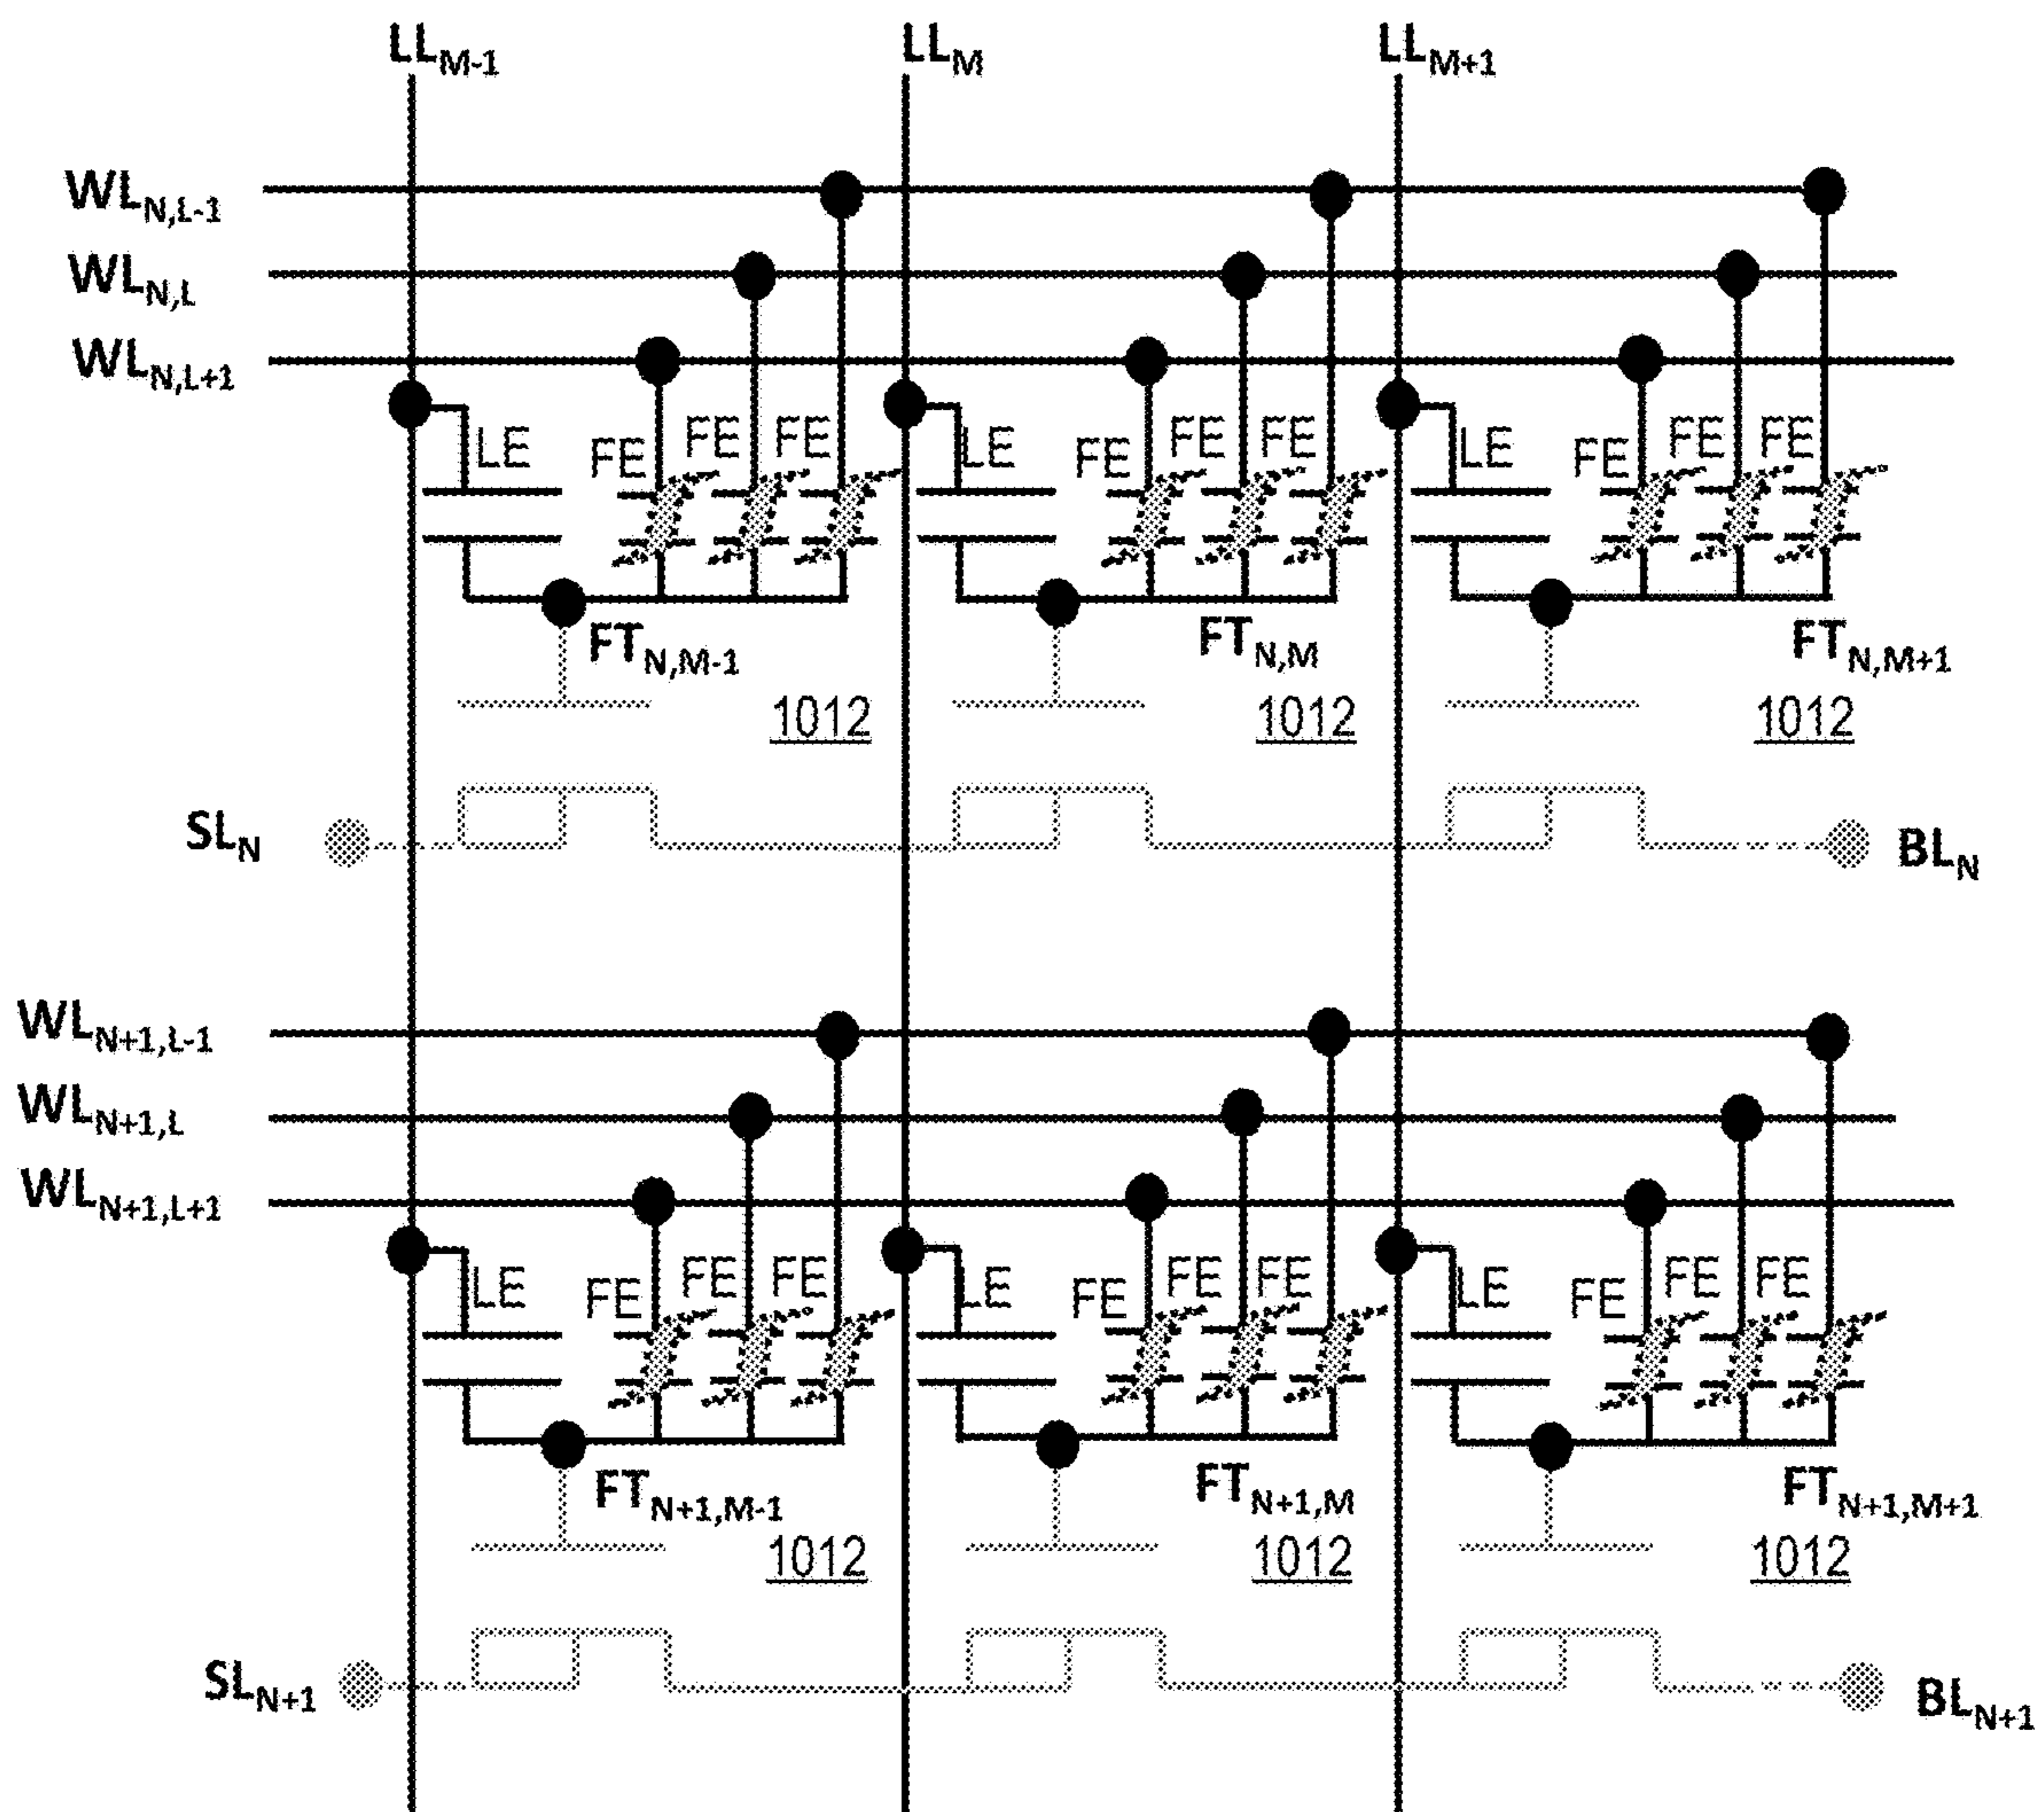 LL_M-1 LL_M LL_M+1
WL_N,L-1
WL_N,L
WL_N,L+1
LE FE FE FE LE FE FE FE LE FE FE FE
FT_N,M-1 FT_N,M FT_N,M+1
1012 1012 1012
SL_N BL_N
WL_N+1,L-1
WL_N+1,L
WL_N+1,L+1
LE FE FE FE LE FE FE FE LE FE FE FE
FT_N+1,M-1 FT_N+1,M FT_N+1,M+1
1012 1012 1012
SL_N+1 BL_N+1